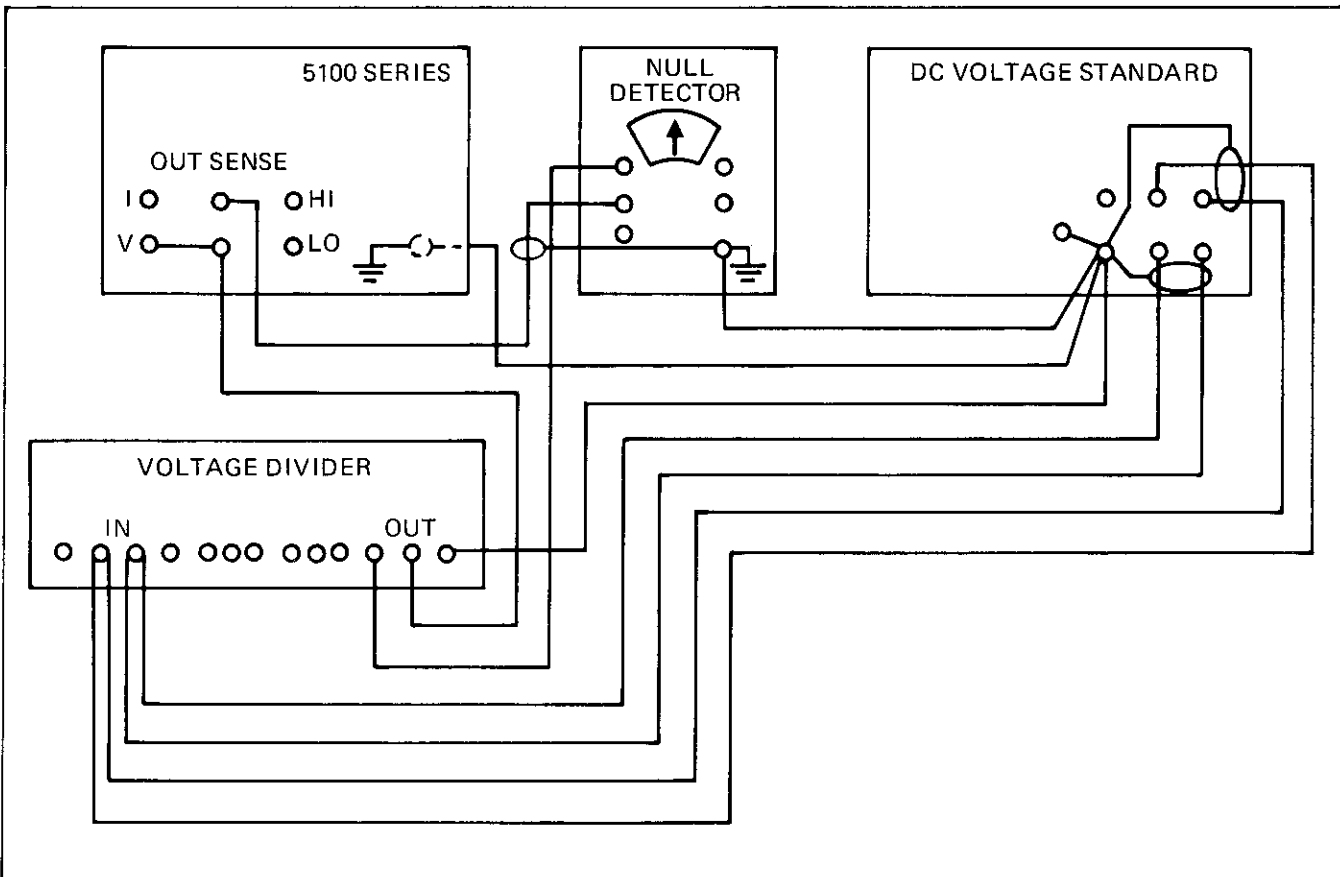 5100 SERIES
OUT SENSE
I
HI
V
LO
NULL
DETECTOR
DC VOLTAGE STANDARD
VOLTAGE DIVIDER
IN
OUT